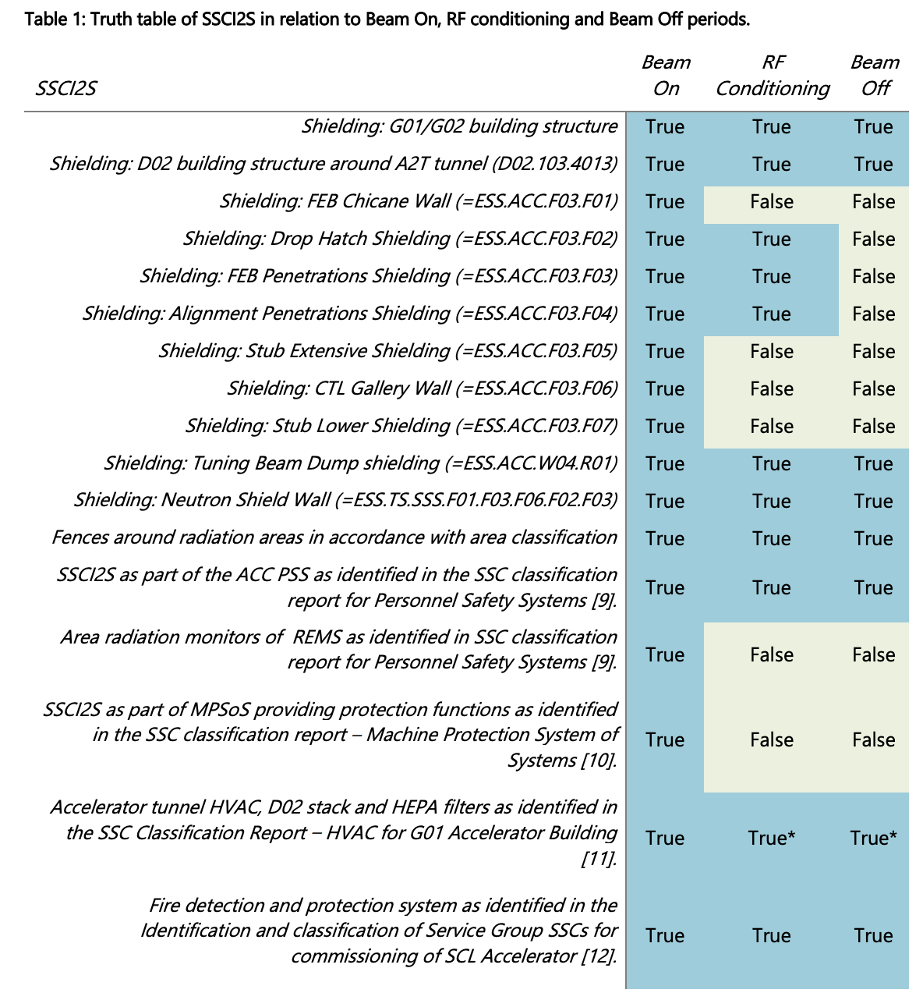 Table 1: Truth table of SSCI2S in relation to Beam On, RF conditioning and Beam Off periods.
SSCI2S Beam On RF Conditioning Beam Off
Shielding: G01/G02 building structure True True True
Shielding: D02 building structure around A2T tunnel (D02.103.4013) True True True
Shielding: FEB Chicane Wall (=ESS.ACC.F03.F01) True False False
Shielding: Drop Hatch Shielding (=ESS.ACC.F03.F02) True True False
Shielding: FEB Penetrations Shielding (=ESS.ACC.F03.F03) True True False
Shielding: Alignment Penetrations Shielding (=ESS.ACC.F03.F04) True True False
Shielding: Stub Extensive Shielding (=ESS.ACC.F03.F05) True False False
Shielding: CTL Gallery Wall (=ESS.ACC.F03.F06) True False False
Shielding: Stub Lower Shielding (=ESS.ACC.F03.F07) True False False
Shielding: Tuning Beam Dump shielding (=ESS.ACC.W04.R01) True True True
Shielding: Neutron Shield Wall (=ESS.TS.SSS.F01.F03.F06.F02.F03) True True True
Fences around radiation areas in accordance with area classification True True True
SSCI2S as part of the ACC PSS as identified in the SSC classification
report for Personnel Safety Systems [9]. True True True
Area radiation monitors of REMS as identified in SSC classification
report for Personnel Safety Systems [9]. True False False
SSCI2S as part of MPSoS providing protection functions as identified
in the SSC classification report – Machine Protection System of
Systems [10]. True False False
Accelerator tunnel HVAC, D02 stack and HEPA filters as identified in
the SSC Classification Report – HVAC for G01 Accelerator Building
[11]. True True* True*
Fire detection and protection system as identified in the
Identification and classification of Service Group SSCs for
commissioning of SCL Accelerator [12]. True True True